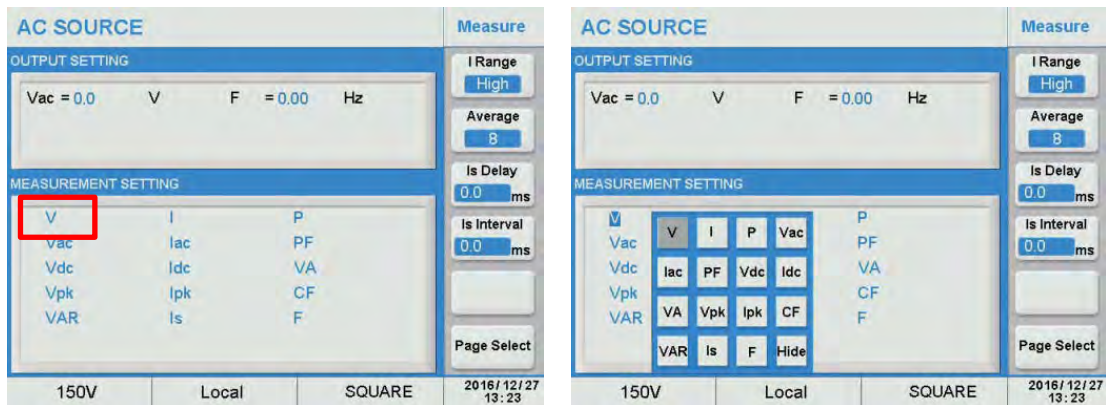 AC SOURCE
Measure
OUTPUT SETTING
Vac = 0.0 V F = 0.00 Hz
MEASUREMENT SETTING
V I P
Vac Iac PF
Vdc Idc VA
Vpk Ipk CF
VAR Is F
I Range
High
Average
8
Is Delay
0.0 ms
Is Interval
0.0 ms
Page Select
150V Local SQUARE
2016/12/27
13:23
AC SOURCE
Measure
OUTPUT SETTING
Vac = 0.0 V F = 0.00 Hz
MEASUREMENT SETTING
V P
Vac PF
Vdc VA
Vpk CF
VAR F
V I P Vac
Iac PF Vdc Idc
VA Vpk Ipk CF
VAR Is F Hide
I Range
High
Average
8
Is Delay
0.0 ms
Is Interval
0.0 ms
Page Select
150V Local SQUARE
2016/12/27
13:23